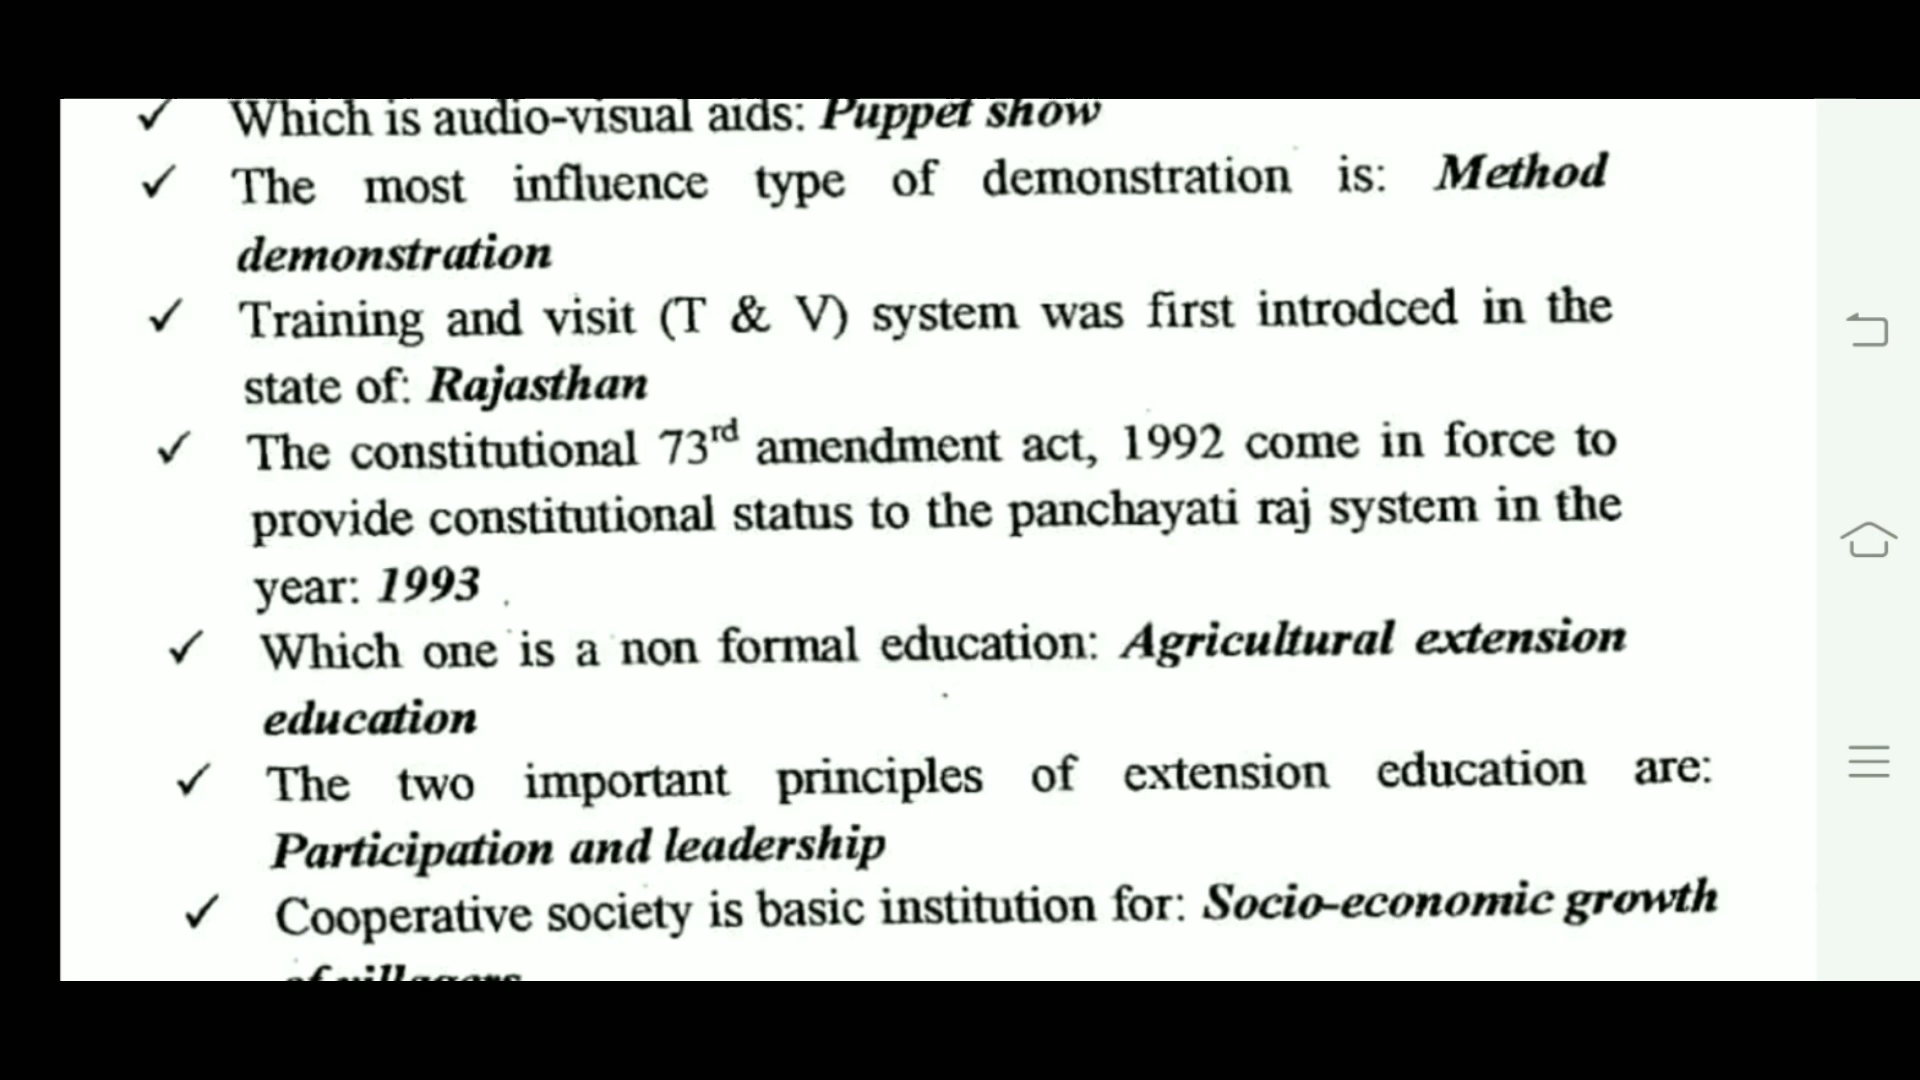 ✓ Which is audio-visual aids: Puppet show
✓ The most influence type of demonstration is: Method
demonstration
✓ Training and visit (T & V) system was first introdced in the
state of: Rajasthan
✓ The constitutional 73rd amendment act, 1992 come in force to
provide constitutional status to the panchayati raj system in the
year: 1993
✓ Which one is a non formal education: Agricultural extension
education
✓ The two important principles of extension education are:
Participation and leadership
✓ Cooperative society is basic institution for: Socio-economic growth
of villagers